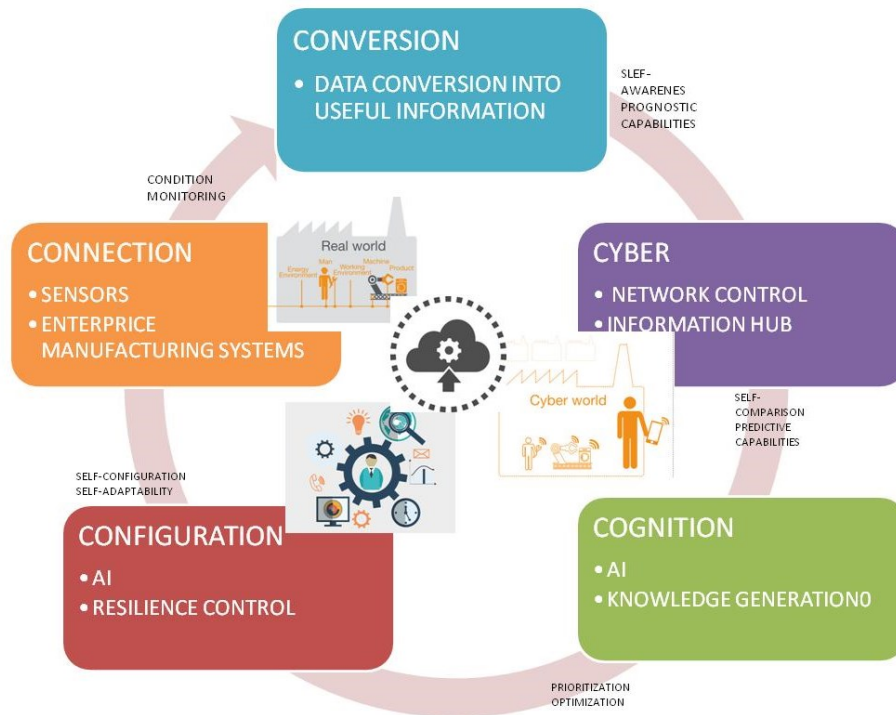 CONVERSION
• DATA CONVERSION INTO
USEFUL INFORMATION
SLEF-
AWARENES
PROGNOSTIC
CAPABILITIES
CONDITION
MONITORING
CONNECTION
• SENSORS
• ENTERPRICE
MANUFACTURING SYSTEMS
Real world
Energy
Environment
Man
Working
Environment
Machine
Product
CYBER
• NETWORK CONTROL
• INFORMATION HUB
Cyber world
SELF-
COMPARISON
PREDICTIVE
CAPABILITIES
SELF-CONFIGURATION
SELF-ADAPTABILITY
CONFIGURATION
• AI
• RESILIENCE CONTROL
COGNITION
• AI
• KNOWLEDGE GENERATION0
PRIORITIZATION
OPTIMIZATION